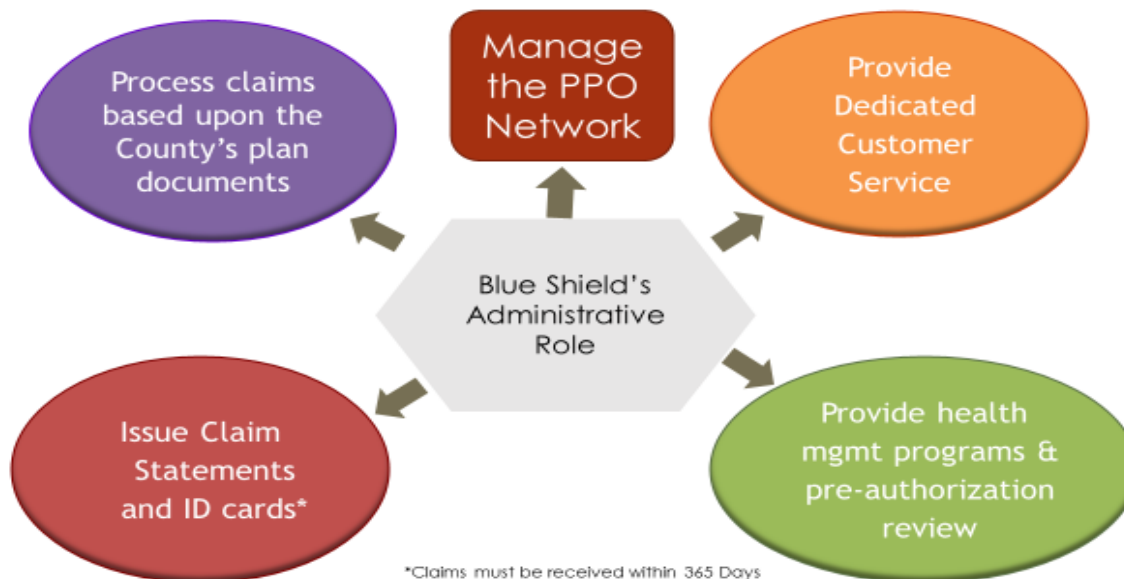 Process claims
based upon the
County's plan
documents
Manage
the PPO
Network
Provide
Dedicated
Customer
Service
Blue Shield's
Administrative
Role
Issue Claim
Statements
and ID cards*
Provide health
mgmt programs &
pre-authorization
review
*Claims must be received within 365 Days